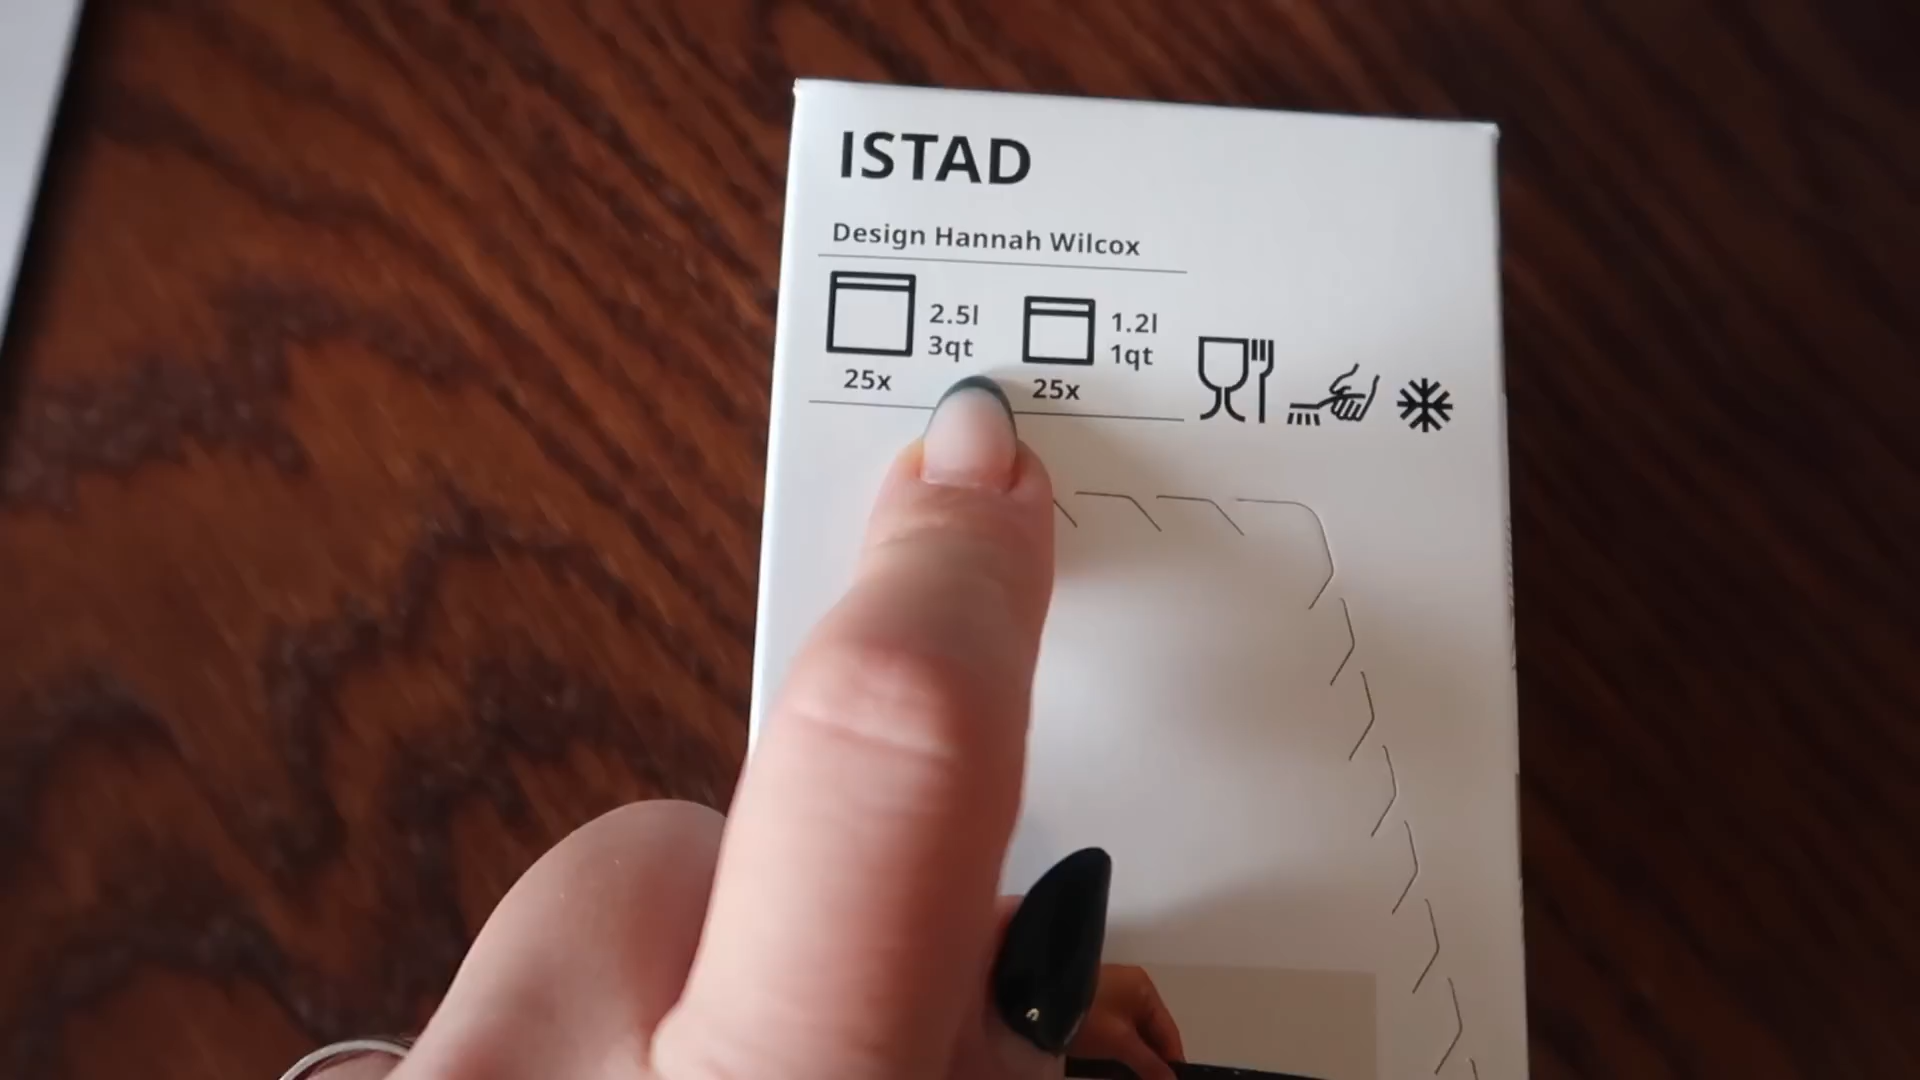 ISTAD
Design Hannah Wilcox
2.5l
3qt
25x
1.2l
1qt
25x